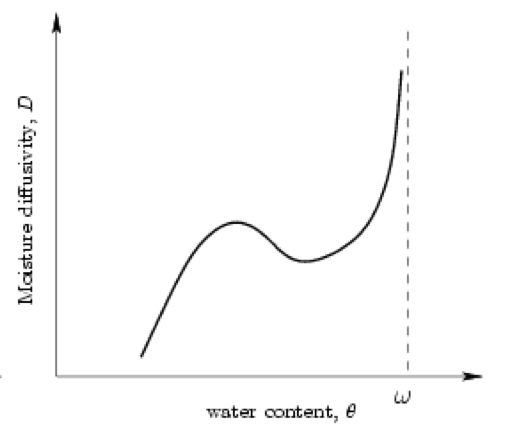 Moisture diffusivity, D
ω
water content, θ